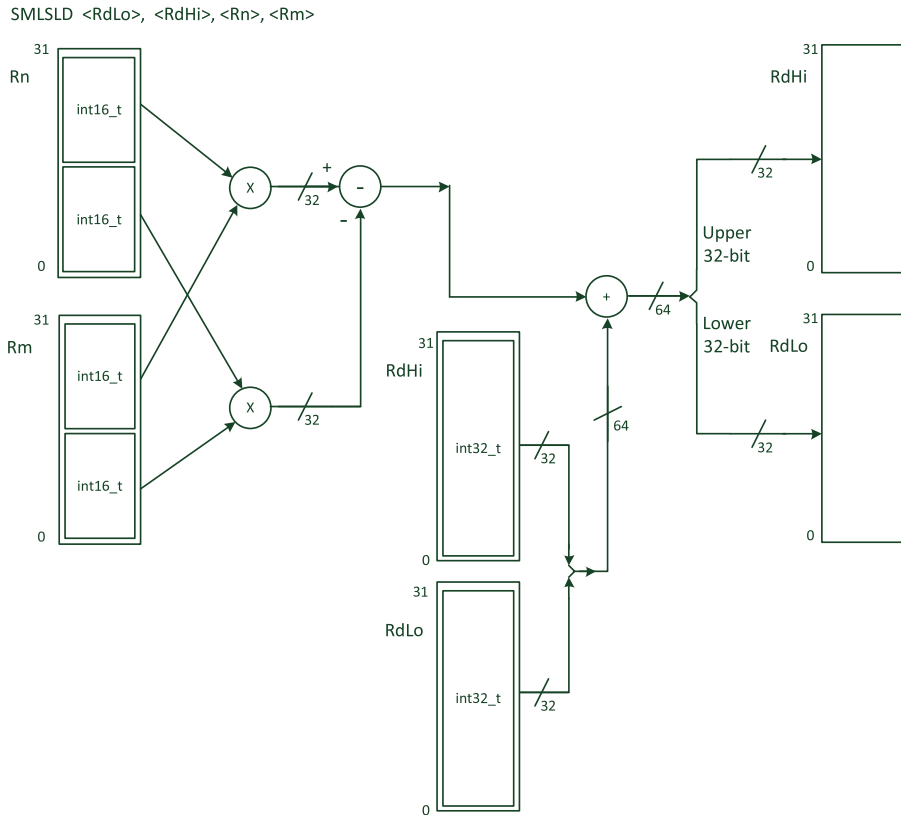 SMLSLD <RdLo>, <RdHi>, <Rn>, <Rm>
31
Rn
int16_t
int16_t
0
X
+
32
-
-
31
Rm
int16_t
int16_t
0
X
32
31
RdHi
int32_t
32
0
31
RdLo
int32_t
32
0
64
+
64
Upper
32-bit
32
31
RdHi
0
Lower
32-bit
32
31
RdLo
0